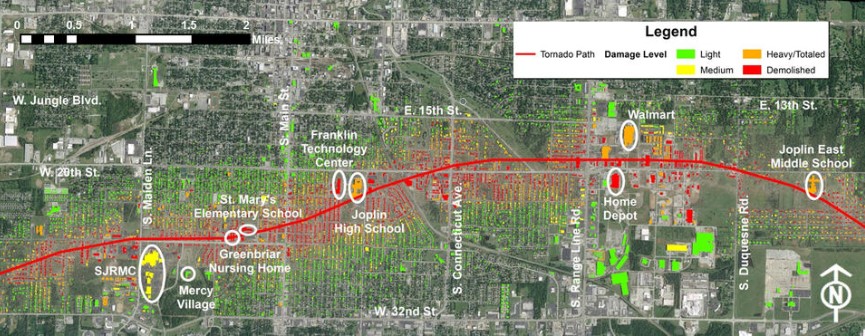 0 0.5 1 1.5 2
Miles
Legend
Tornado Path
Damage Level
Light
Medium
Heavy/Totaled
Demolished
W. Jungle Blvd.
S. Main St.
E. 15th St.
E. 13th St.
Walmart
Franklin
Technology
Center
Joplin East
Middle School
W. 20th St.
S. Maiden Ln.
St. Mary's
Elementary School
Joplin
High School
Home
Depot
Greenbriar
Nursing Home
S. Connecticut Ave.
S. Range Line Rd.
S. Duquesne Rd.
SJRMC
Mercy
Village
W. 32nd St.
N